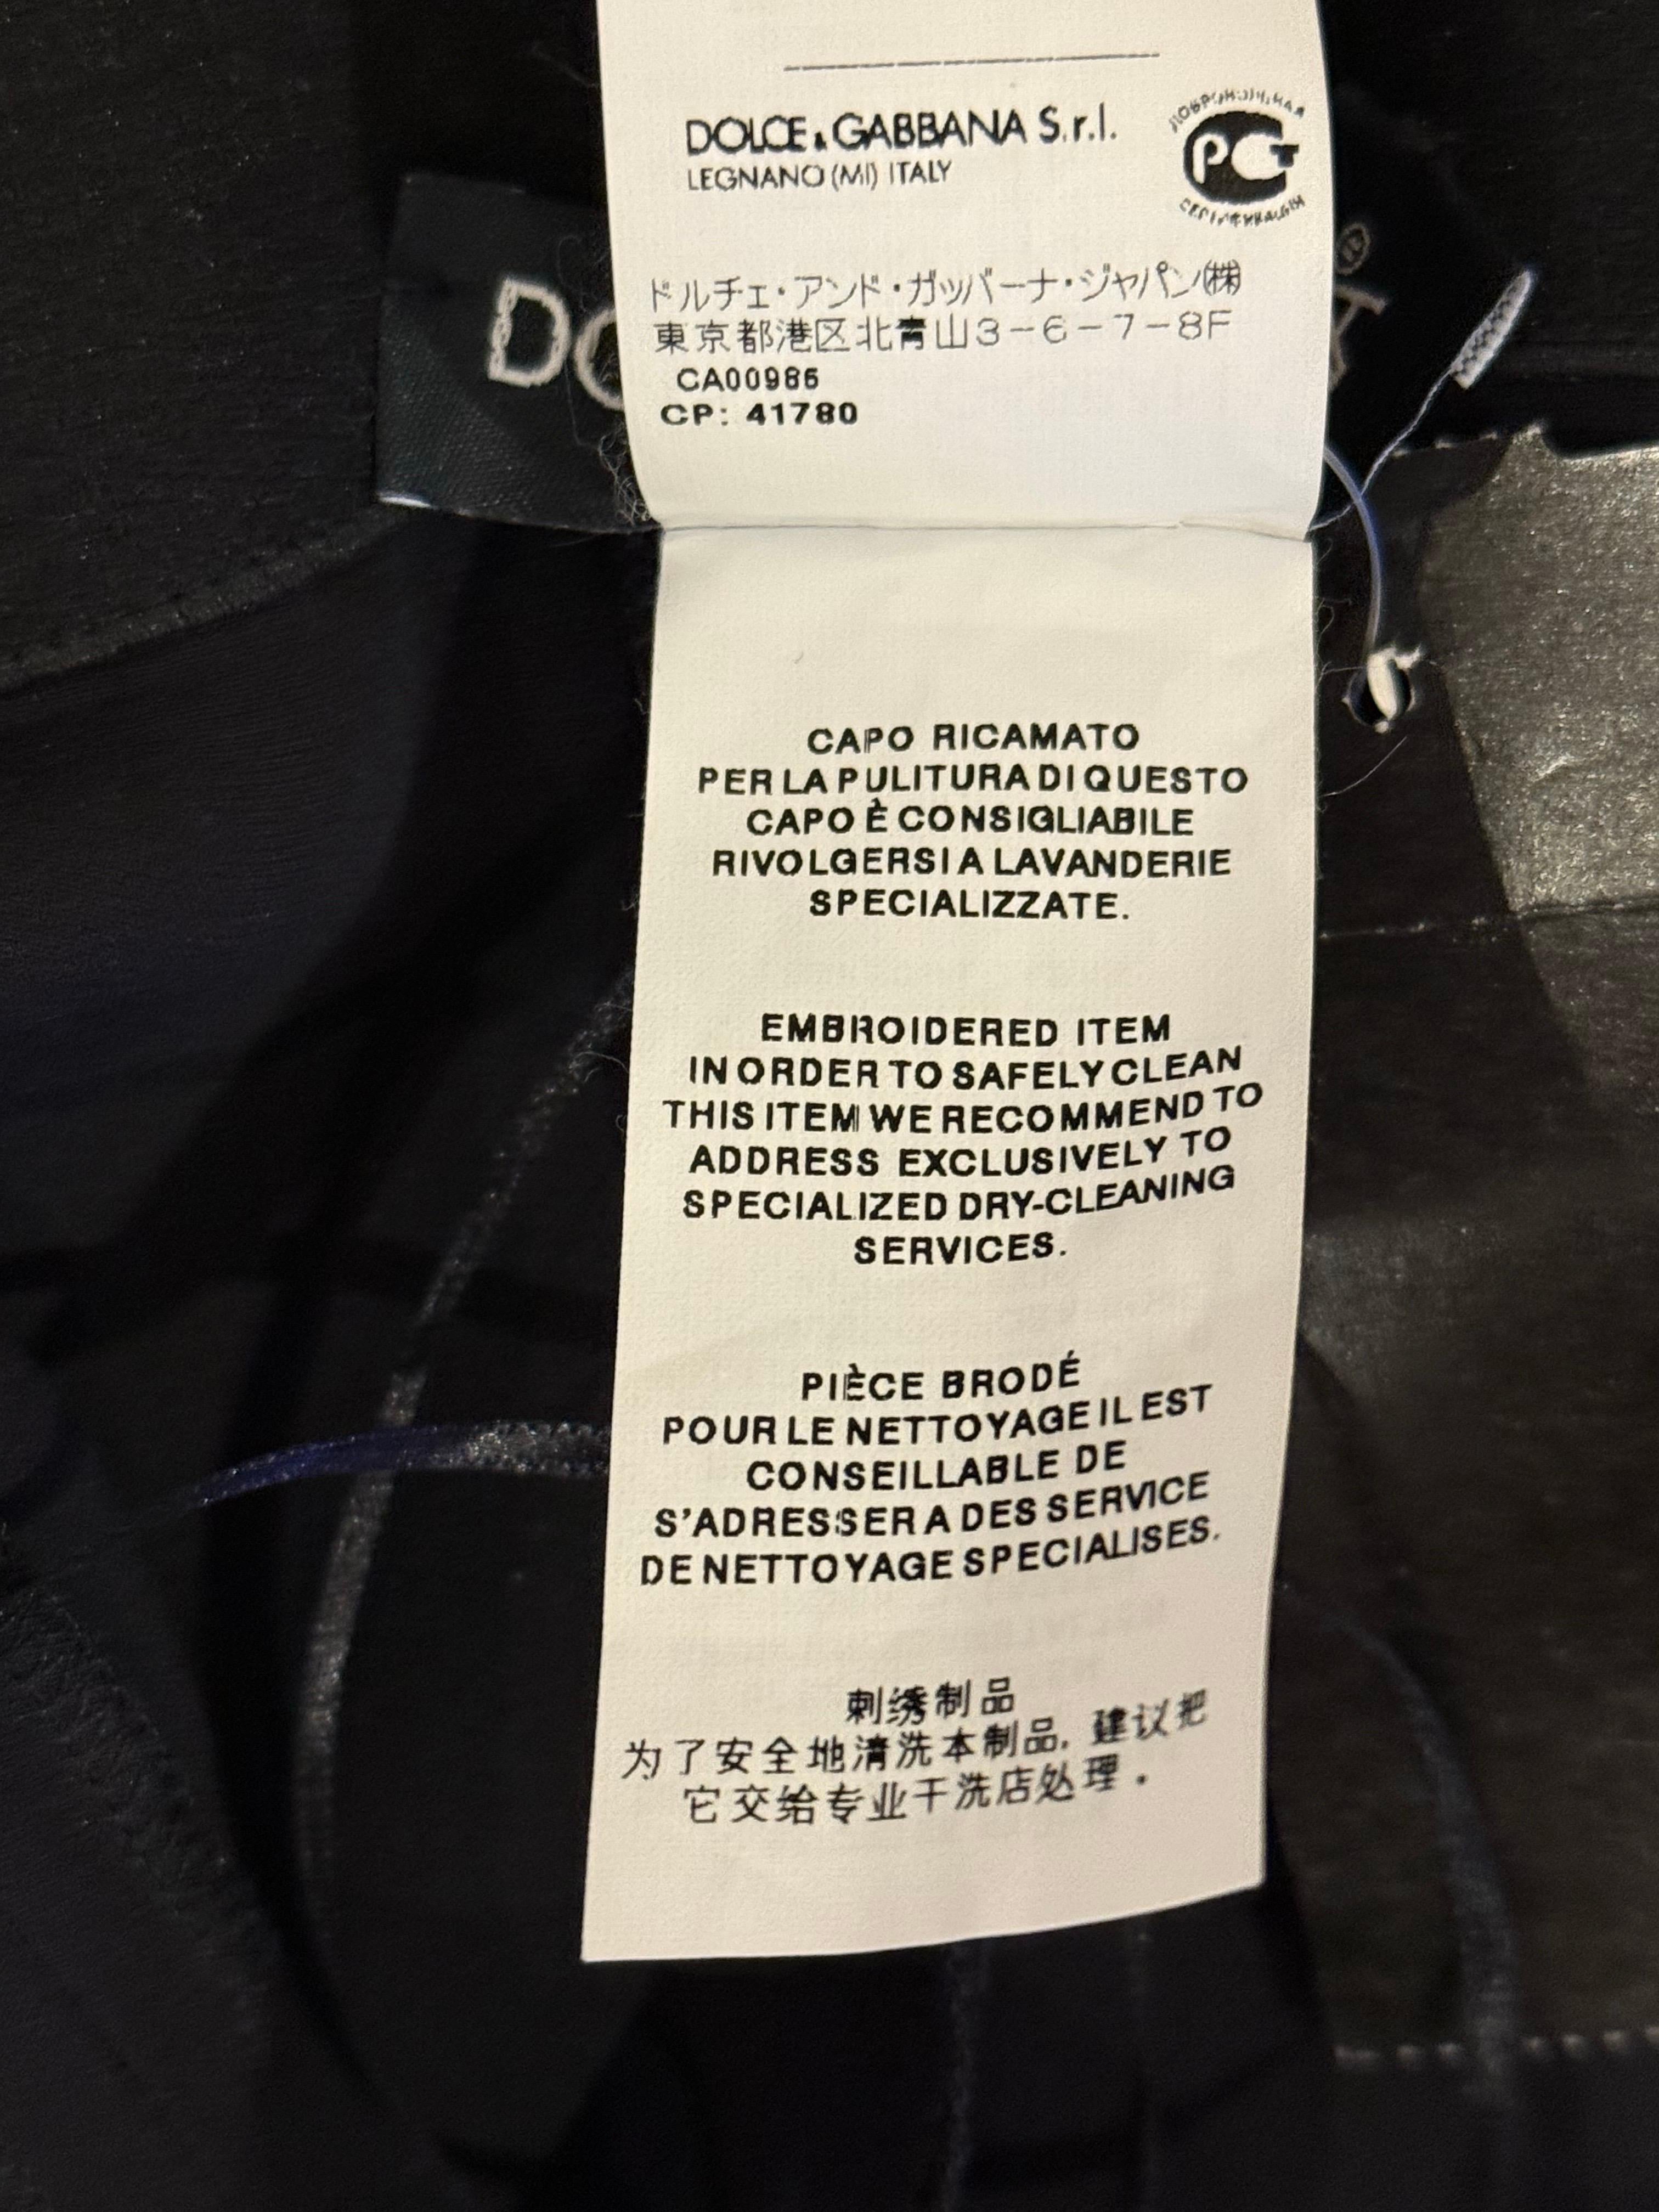 DOLCE & GABBANA S.r.l.
LEGNANO (MI) ITALY
PCT
ドルチェ・アンド・ガッバーナ・ジャパン㈱
東京都港区北青山3-6-7-8F
CA00985
CP: 41780
CAPO RICAMATO
PER LA PULITURA DI QUESTO
CAPO È CONSIGLIABILE
RIVOLGERSI A LAVANDERIE
SPECIALIZZATE.
EMBROIDERED ITEM
IN ORDER TO SAFELY CLEAN
THIS ITEM WE RECOMMEND TO
ADDRESS EXCLUSIVELY TO
SPECIALIZED DRY-CLEANING
SERVICES.
PIÈCE BRODÉ
POUR LE NETTOYAGE IL EST
CONSEILLABLE DE
S'ADRESSER A DES SERVICE
DE NETTOYAGE SPECIALISES.
刺绣制品
为了安全地清洗本制品, 建议把
它交给专业干洗店处理.